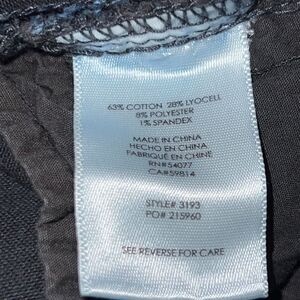 63% COTTON 28% LYOCELL
8% POLYESTER
1% SPANDEX
MADE IN CHINA
HECHO EN CHINA
FABRIQUÉ EN CHINE
RN#54077
CA#59814
STYLE# 3193
PO# 215960
SEE REVERSE FOR CARE